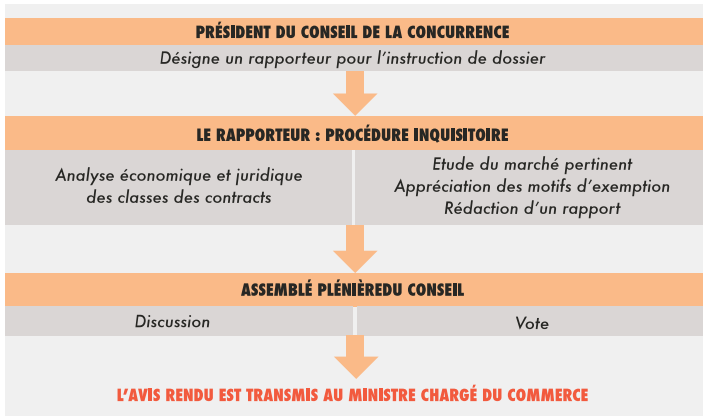 PRÉSIDENT DU CONSEIL DE LA CONCURRENCE
Désigne un rapporteur pour l'instruction de dossier
LE RAPPORTEUR : PROCÉDURE INQUISITOIRE
Analyse économique et juridique
des classes des contracts
Etude du marché pertinent
Appréciation des motifs d'exemption
Rédaction d'un rapport
ASSEMBLÉ PLÉNIÈREDU CONSEIL
Discussion
Vote
L'AVIS RENDU EST TRANSMIS AU MINISTRE CHARGÉ DU COMMERCE